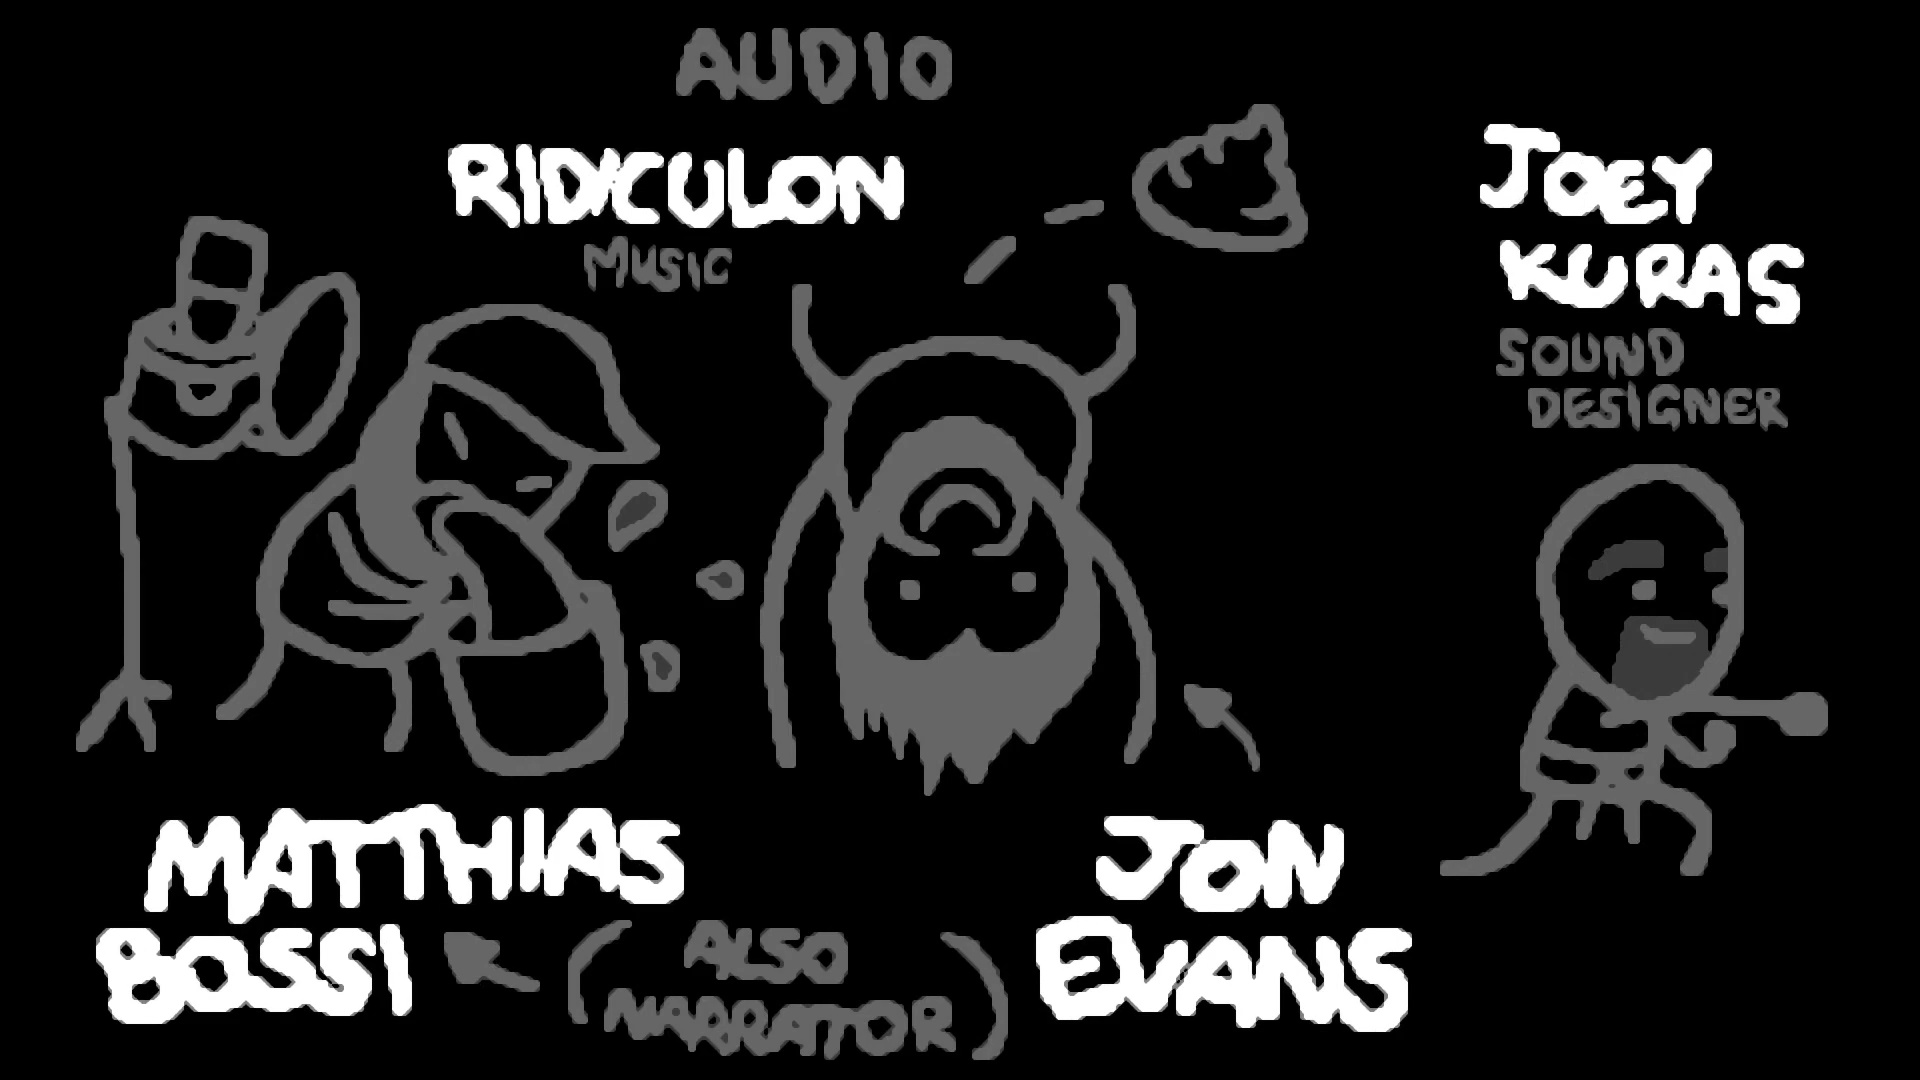 AUDIO
RIDICULON
MUSIC
JOEY
KURAS
SOUND
DESIGNER
MATTHIAS
BOSSI
(ALSO
NARRATOR)
JON
EVANS